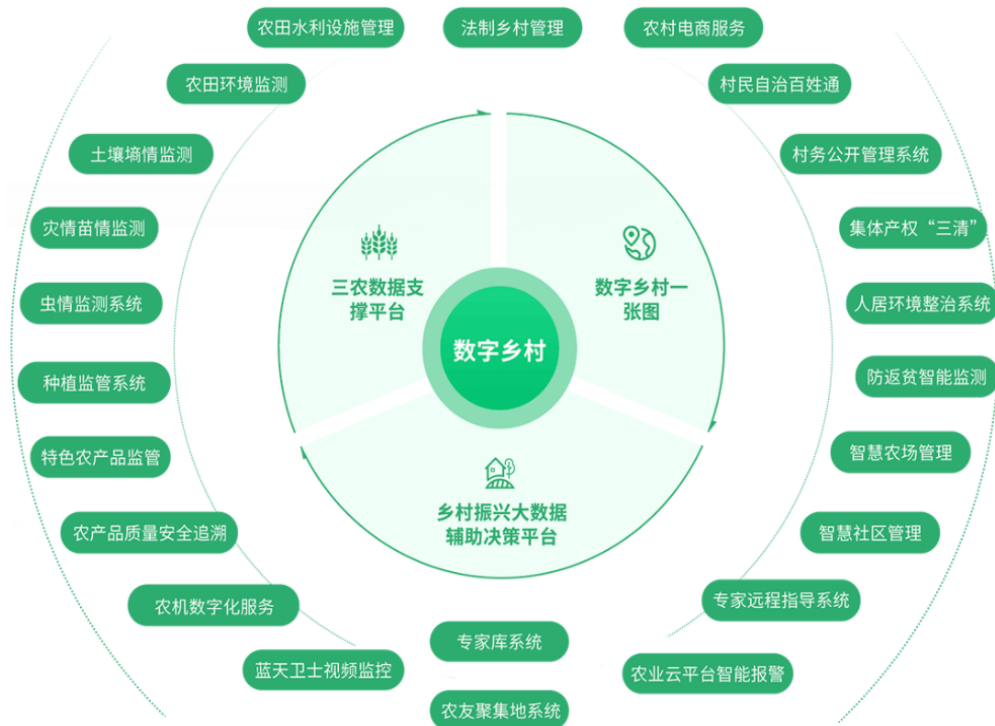 农田水利设施管理
法制乡村管理
农村电商服务
农田环境监测
村民自治百姓通
土壤墒情监测
村务公开管理系统
灾情苗情监测
集体产权“三清”
三农数据支
撑平台
数字乡村一
张图
虫情监测系统
人居环境整治系统
数字乡村
种植监管系统
防返贫智能监测
特色农产品监管
智慧农场管理
乡村振兴大数据
辅助决策平台
农产品质量安全追溯
智慧社区管理
农机数字化服务
专家远程指导系统
专家库系统
蓝天卫士视频监控
农业云平台智能报警
农友聚集地系统